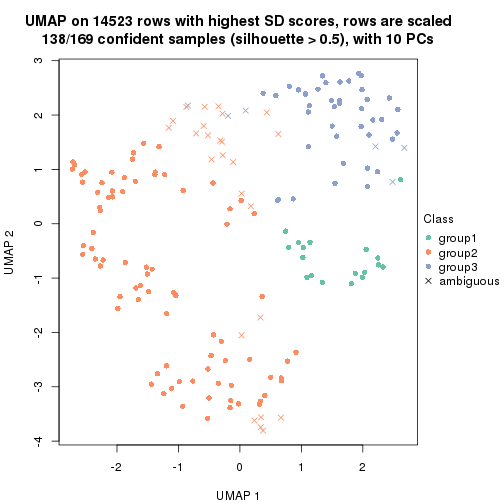 UMAP on 14523 rows with highest SD scores, rows are scaled
138/169 confident samples (silhouette > 0.5), with 10 PCs
3
2
1
0
-1
-2
-3
-4
UMAP 2
-2
-1
0
1
2
UMAP 1
Class
group1
group2
group3
ambiguous